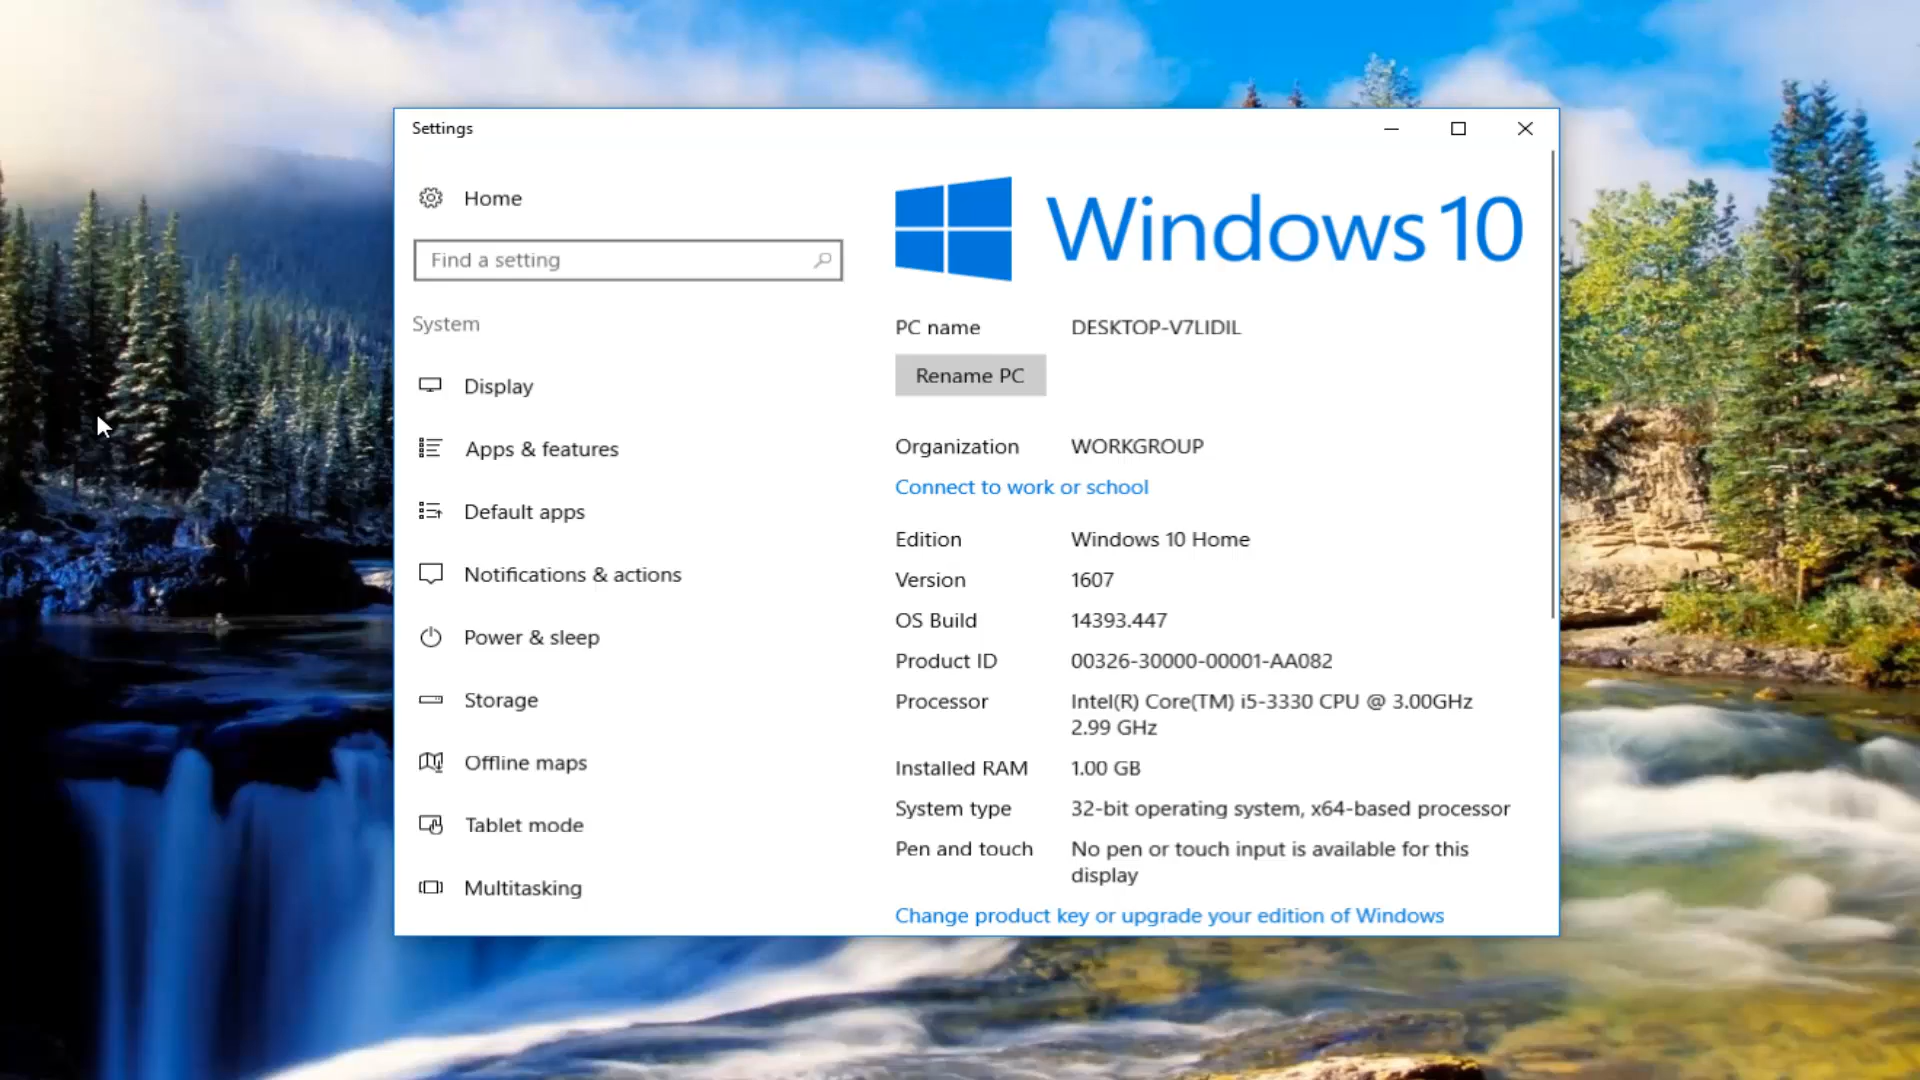 Settings
Home
Find a setting
System
Display
Apps & features
Default apps
Notifications & actions
Power & sleep
Storage
Offline maps
Tablet mode
Multitasking
Windows 10
PC name DESKTOP-V7LIDIL
Rename PC
Organization WORKGROUP
Connect to work or school
Edition Windows 10 Home
Version 1607
OS Build 14393.447
Product ID 00326-30000-00001-AA082
Processor Intel(R) Core(TM) i5-3330 CPU @ 3.00GHz
2.99 GHz
Installed RAM 1.00 GB
System type 32-bit operating system, x64-based processor
Pen and touch No pen or touch input is available for this
display
Change product key or upgrade your edition of Windows